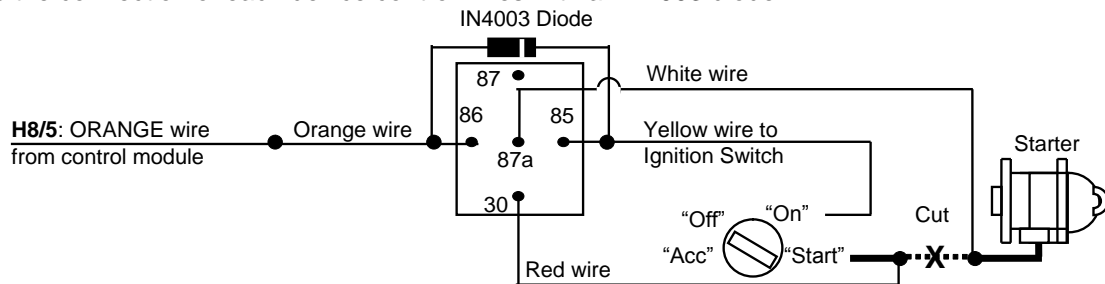 IN4003 Diode
87
White wire
86
85
H8/5: ORANGE wire
Orange wire
Yellow wire to
from control module
87a
Ignition Switch
Starter
30
“Off”
“On”
Cut
“Acc”
“Start”
X
Red wire